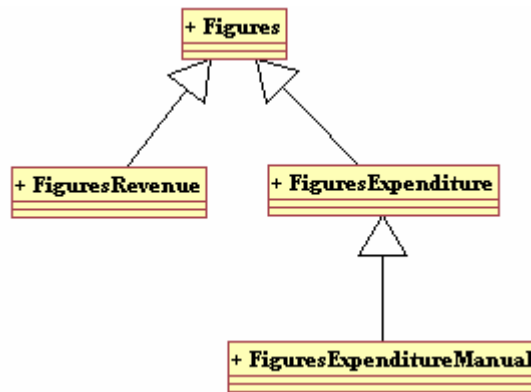 + Figures
+ FiguresRevenue
+ FiguresExpenditure
+ FiguresExpenditureManual